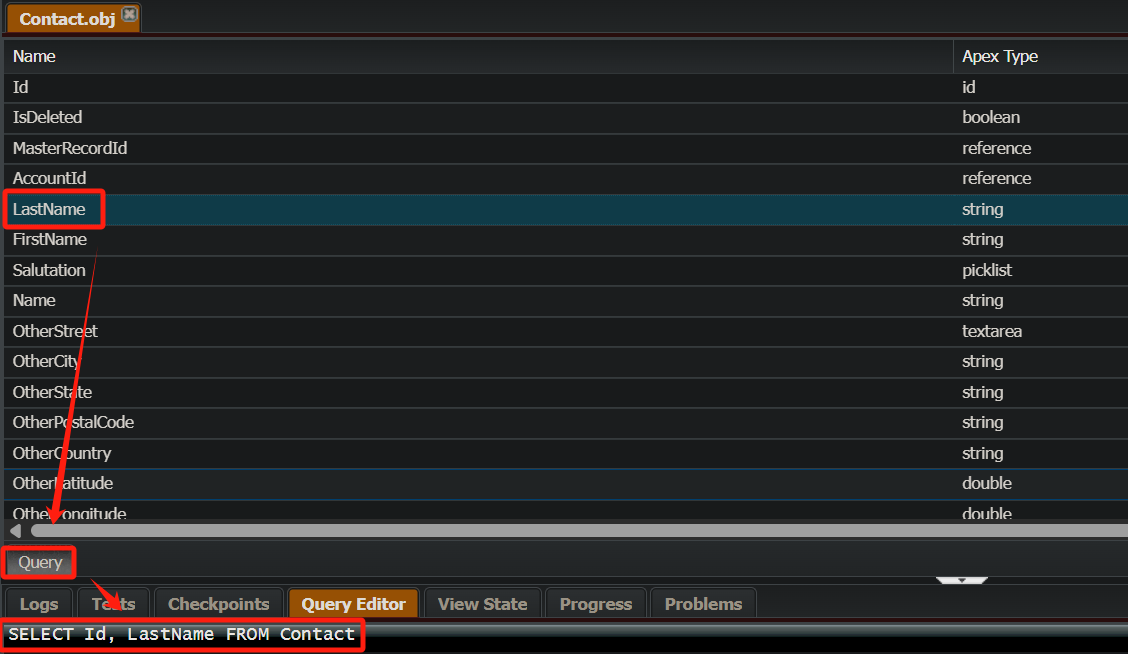 Contact.obj
Name Apex Type
Id id
IsDeleted boolean
MasterRecordId reference
AccountId reference
LastName string
FirstName string
Salutation picklist
Name string
OtherStreet textarea
OtherCity string
OtherState string
OtherPostalCode string
OtherCountry string
OtherLatitude double
OtherLongitude double
Query
Logs Tests Checkpoints Query Editor View State Progress Problems
SELECT Id, LastName FROM Contact